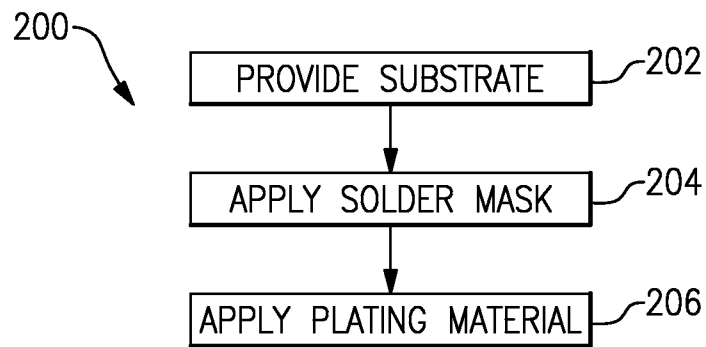 200
PROVIDE SUBSTRATE
202
APPLY SOLDER MASK
204
APPLY PLATING MATERIAL
206